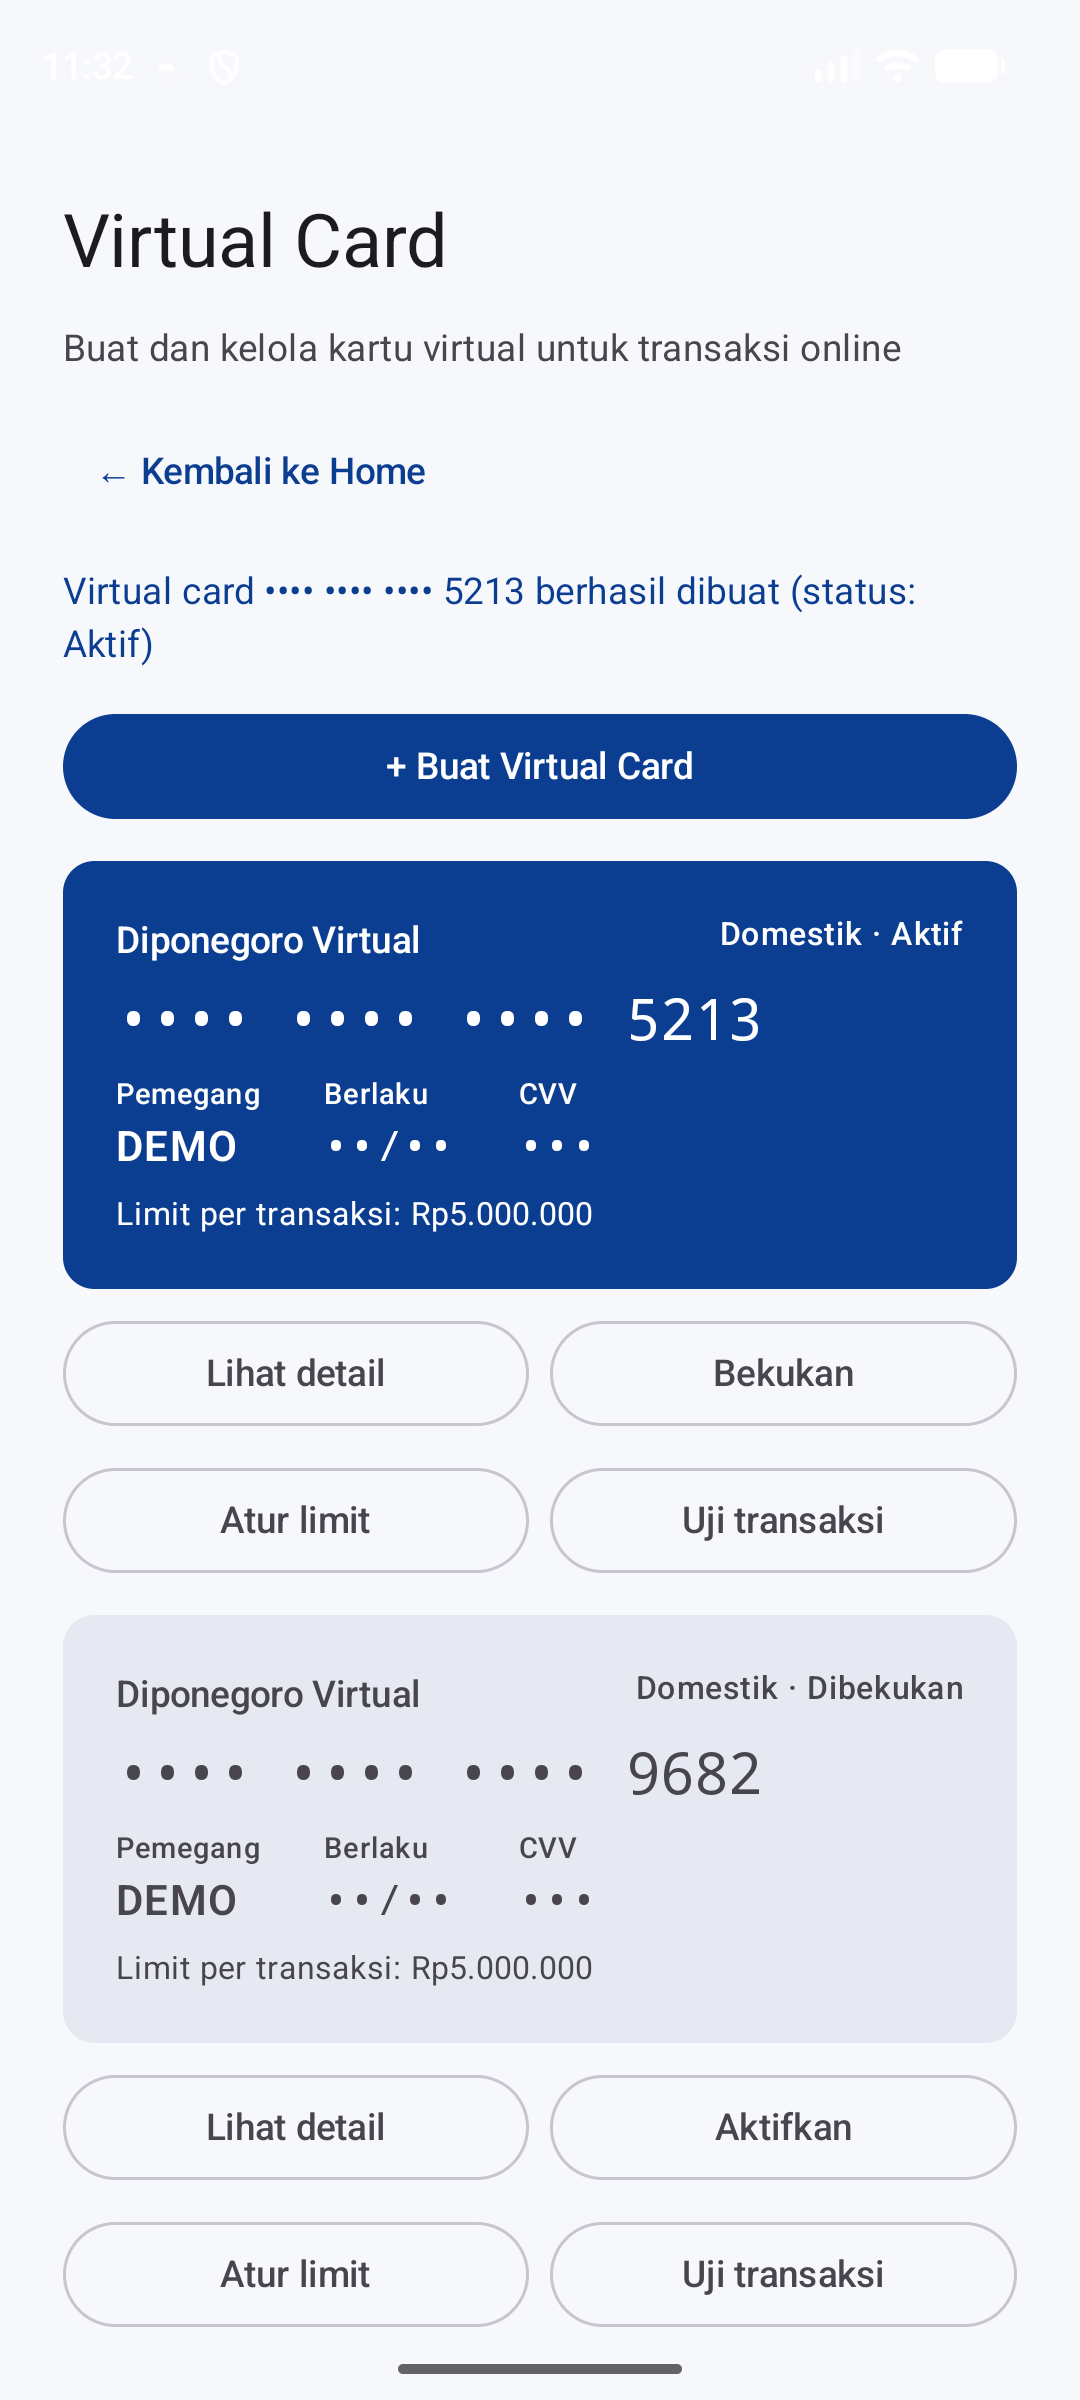 11:32
Virtual Card
Buat dan kelola kartu virtual untuk transaksi online
← Kembali ke Home
Virtual card •••• •••• •••• 5213 berhasil dibuat (status:
Aktif)
+ Buat Virtual Card
Diponegoro Virtual
Domestik · Aktif
•••• •••• •••• 5213
Pemegang Berlaku CVV
DEMO ••/•• •••
Limit per transaksi: Rp5.000.000
Lihat detail
Bekukan
Atur limit
Uji transaksi
Diponegoro Virtual
Domestik · Dibekukan
•••• •••• •••• 9682
Pemegang Berlaku CVV
DEMO ••/•• •••
Limit per transaksi: Rp5.000.000
Lihat detail
Aktifkan
Atur limit
Uji transaksi